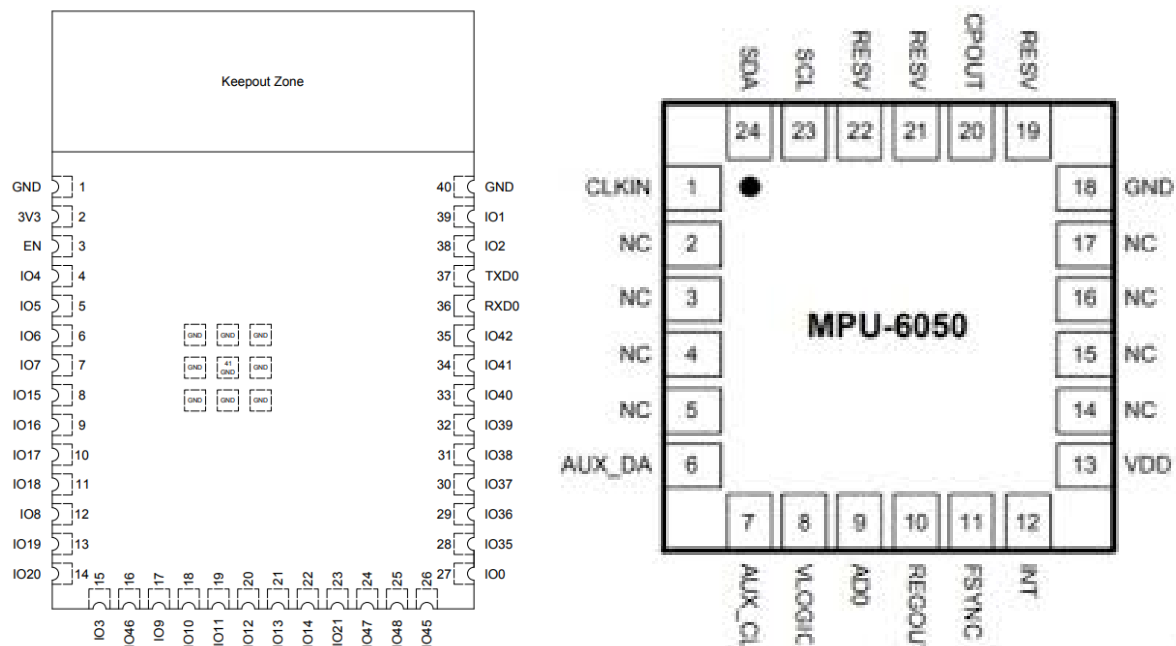 Keepout Zone
GND 1
3V3 2
EN 3
IO4 4
IO5 5
IO6 6
IO7 7
IO15 8
IO16 9
IO17 10
IO18 11
IO8 12
IO19 13
IO20 14
GND GND GND
GND 41 GND GND
GND GND GND
40 GND
39 IO1
38 IO2
37 TXD0
36 RXD0
35 IO42
34 IO41
33 IO40
32 IO39
31 IO38
30 IO37
29 IO36
28 IO35
27 IO0
15 16 17 18 19 20 21 22 23 24 25 26
IO3 IO46 IO9 IO10 IO11 IO12 IO13 IO14 IO21 IO47 IO48 IO45
SDA SCL RESV RESV CPOUT RESV
24 23 22 21 20 19
CLKIN 1
NC 2
NC 3
NC 4
NC 5
AUX_DA 6
MPU-6050
18 GND
17 NC
16 NC
15 NC
14 NC
13 VDD
7 8 9 10 11 12
AUX_CL VLOGIC AD0 REGOU FSYNC INT